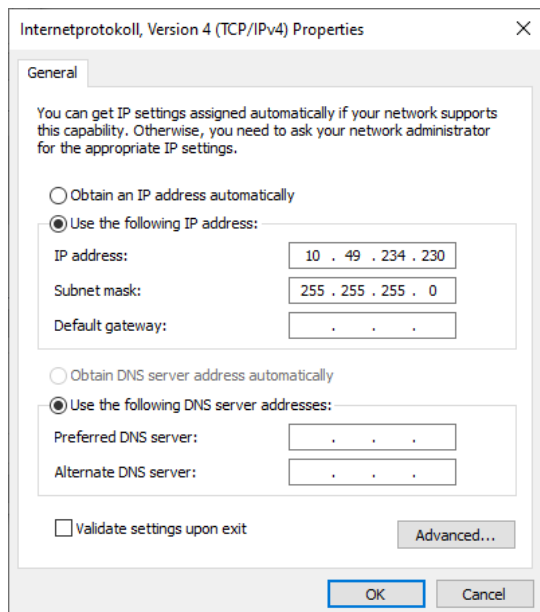 Internetprotokoll, Version 4 (TCP/IPv4) Properties
General
You can get IP settings assigned automatically if your network supports
this capability. Otherwise, you need to ask your network administrator
for the appropriate IP settings.
Obtain an IP address automatically
Use the following IP address:
IP address: 10 . 49 . 234 . 230
Subnet mask: 255 . 255 . 255 . 0
Default gateway: . . .
Obtain DNS server address automatically
Use the following DNS server addresses:
Preferred DNS server: . . .
Alternate DNS server: . . .
Validate settings upon exit
Advanced...
OK Cancel